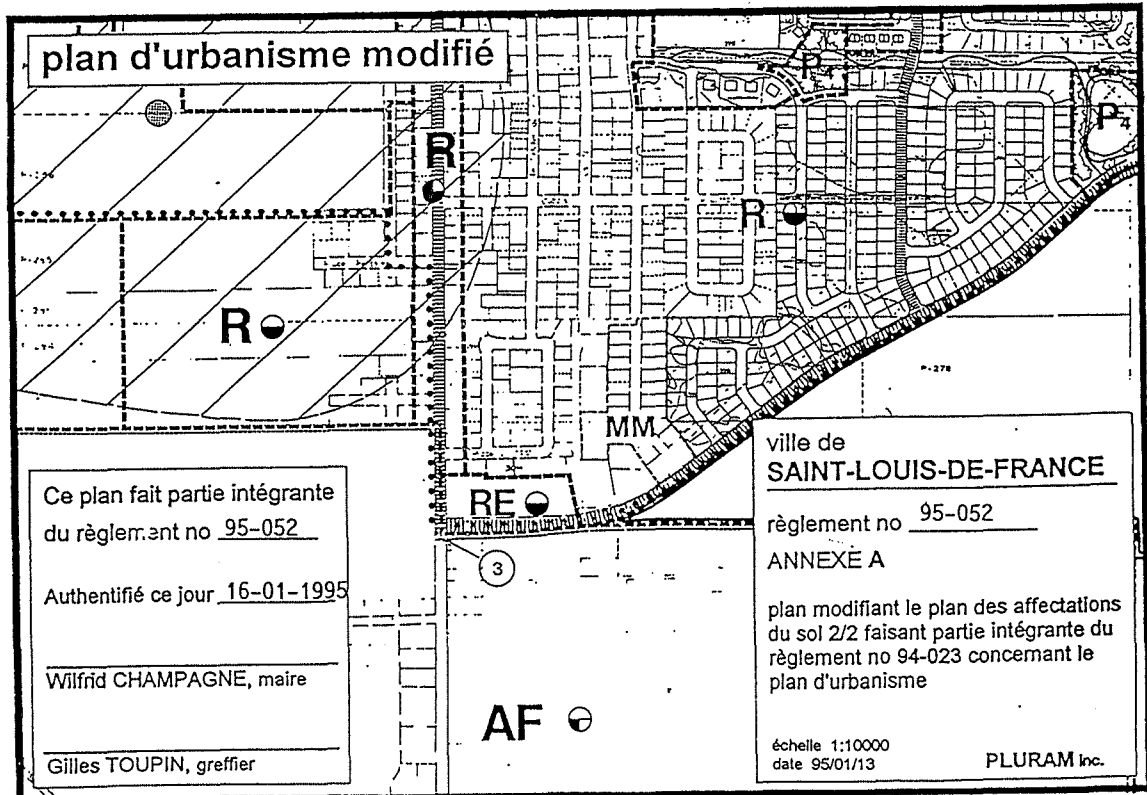 plan d'urbanisme modifié
P4
P4
R
R
R
P-278
MM
RE
3
AF
Ce plan fait partie intégrante
du règlement no 95-052
Authentifié ce jour 16-01-1995
Wilfrid CHAMPAGNE, maire
Gilles TOUPIN, greffier
ville de
SAINT-LOUIS-DE-FRANCE
règlement no 95-052
ANNEXE A
plan modifiant le plan des affectations
du sol 2/2 faisant partie intégrante du
règlement no 94-023 concernant le
plan d'urbanisme
échelle 1:10000
date 95/01/13
PLURAM Inc.